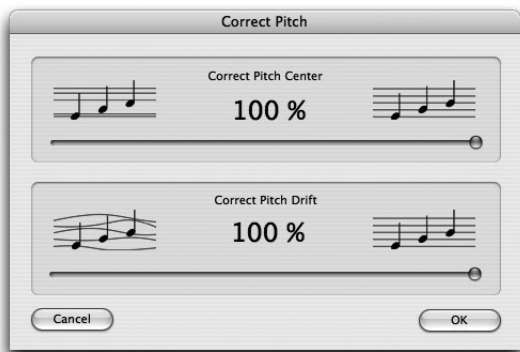 Correct Pitch
Correct Pitch Center
100 %
Correct Pitch Drift
100 %
Cancel
OK